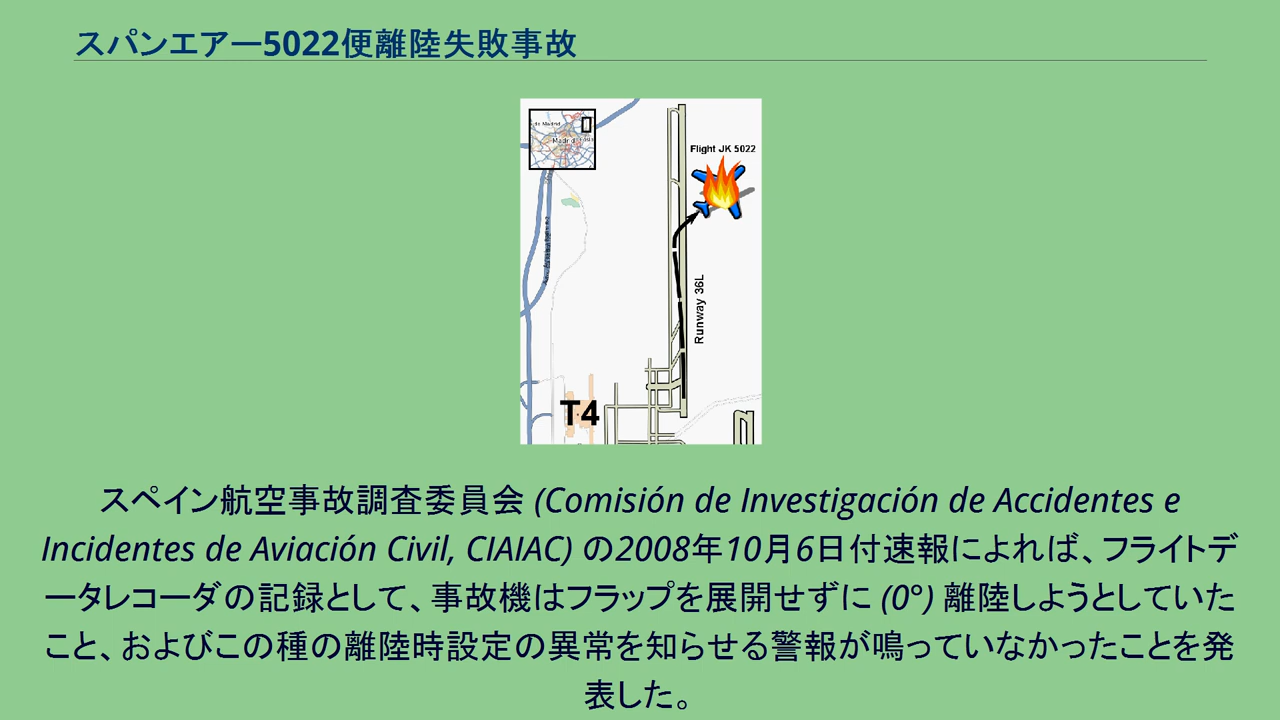 スパンエアー5022便離陸失敗事故
de Madrid
Madrid
Flight JK 5022
Runway 36L
T4
スペイン航空事故調査委員会 (Comisión de Investigación de Accidentes e
Incidentes de Aviación Civil, CIAIAC) の2008年10月6日付速報によれば、フライトデ
ータレコーダの記録として、事故機はフラップを展開せずに (0°) 離陸しようとしていた
こと、およびこの種の離陸時設定の異常を知らせる警報が鳴っていなかったことを発
表した。